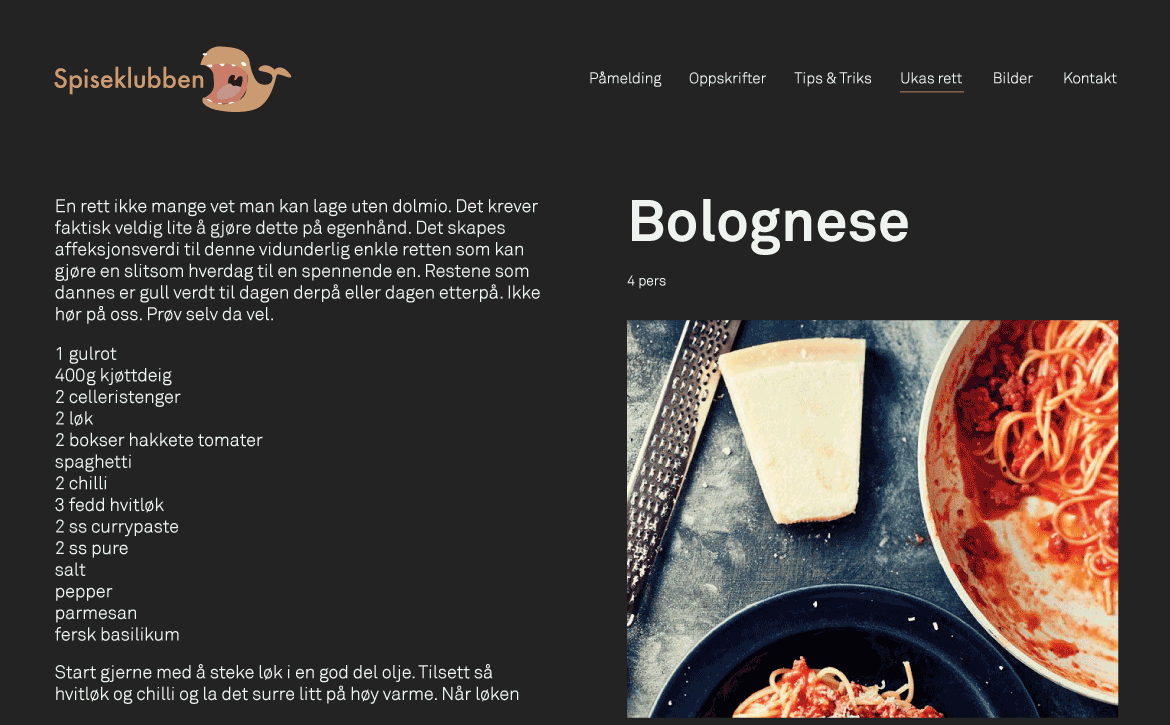 Spiseklubben
Påmelding Oppskrifter Tips & Triks Ukas rett Bilder Kontakt
En rett ikke mange vet man kan lage uten dolmio. Det krever
faktisk veldig lite å gjøre dette på egenhånd. Det skapes
affeksjonsverdi til denne vidunderlig enkle retten som kan
gjøre en slitsom hverdag til en spennende en. Restene som
dannes er gull verdt til dagen derpå eller dagen etterpå. Ikke
hør på oss. Prøv selv da vel.
1 gulrot
400g kjøttdeig
2 celleristenger
2 løk
2 bokser hakkete tomater
spaghetti
2 chilli
3 fedd hvitløk
2 ss currypaste
2 ss pure
salt
pepper
parmesan
fersk basilikum
Start gjerne med å steke løk i en god del olje. Tilsett så
hvitløk og chilli og la det surre litt på høy varme. Når løken
Bolognese
4 pers